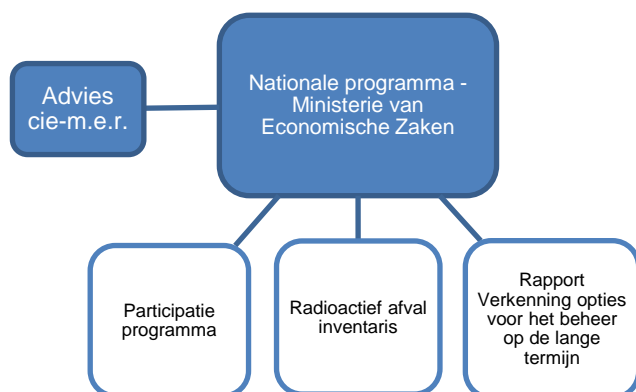 Advies
cie-m.e.r.
Nationale programma -
Ministerie van
Economische Zaken
Participatie
programma
Radioactief afval
inventaris
Rapport
Verkenning opties
voor het beheer
op de lange
termijn